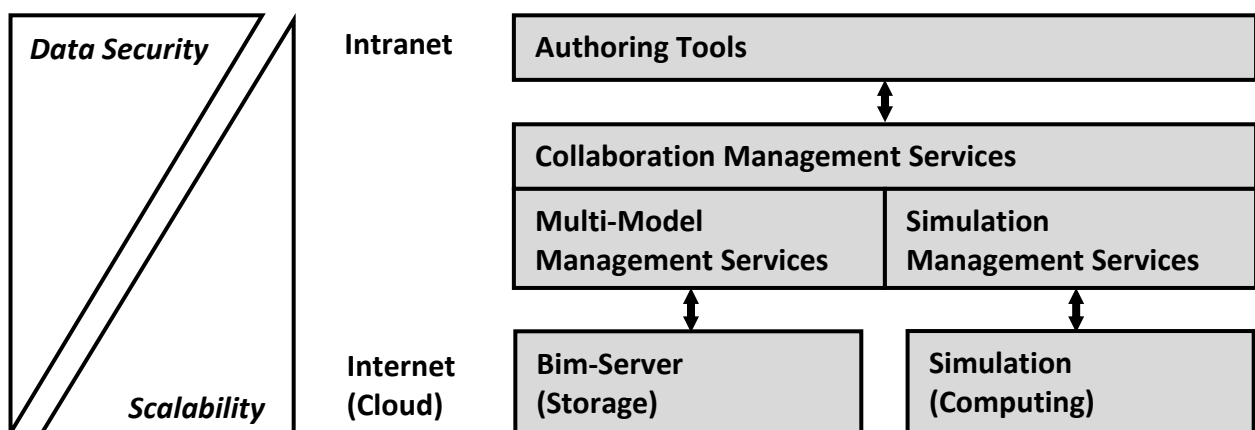 Data Security
Intranet
Authoring Tools
Collaboration Management Services
Multi-Model
Management Services
Simulation
Management Services
Internet
(Cloud)
Bim-Server
(Storage)
Simulation
(Computing)
Scalability